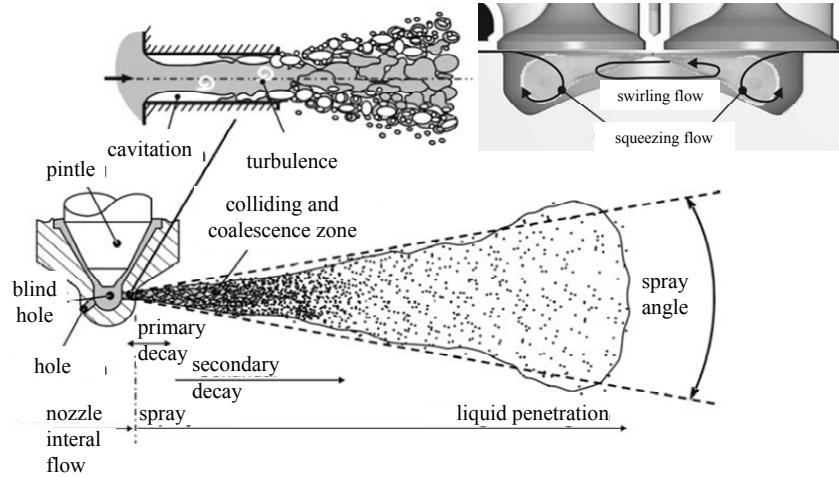 swirling flow
squeezing flow
cavitation
turbulence
pintle
colliding and
coalescence zone
blind
hole
spray
angle
primary
decay
hole
secondary
decay
nozzle
interal
flow
spray
liquid penetration